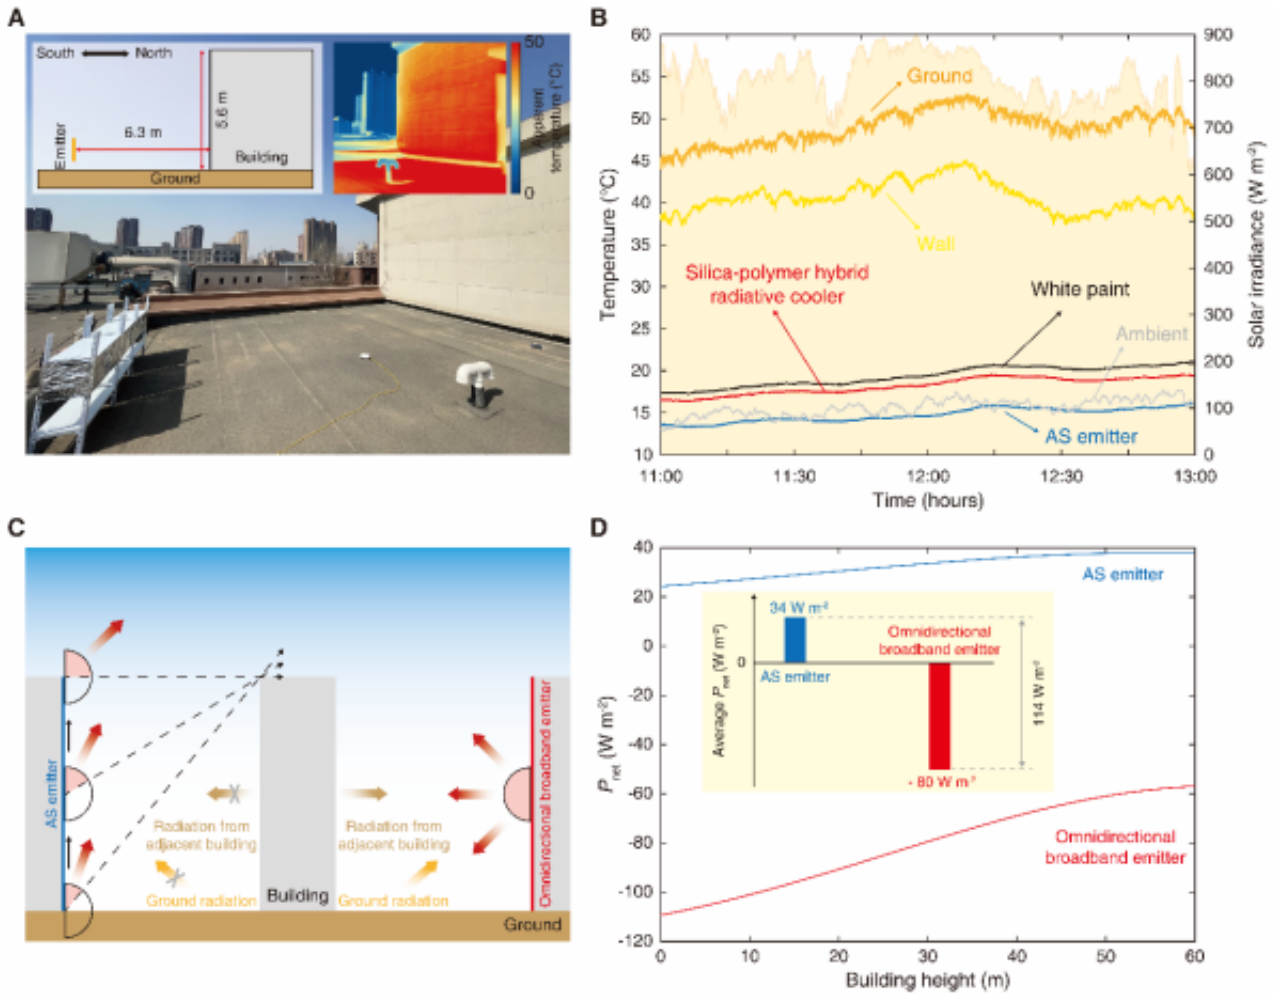 A
South
North
6.3 m
5.6 m
Emitter
Building
Ground
50
Apparent
temperature (°C)
0
B
60
55
50
45
40
35
30
25
20
15
10
Temperature (°C)
900
800
700
600
500
400
300
200
100
0
Solar irradiance (W m⁻²)
Ground
Wall
Silica-polymer hybrid
radiative cooler
White paint
Ambient
AS emitter
11:00
11:30
12:00
12:30
13:00
Time (hours)
C
AS emitter
Radiation from
adjacent building
Ground radiation
Building
Radiation from
adjacent building
Ground radiation
Omnidirectional broadband emitter
Ground
D
40
20
0
-20
-40
-60
-80
-100
-120
Pnet (W m⁻²)
AS emitter
Average Pnet (W m⁻²)
0
34 W m⁻²
AS emitter
Omnidirectional
broadband emitter
- 80 W m⁻²
114 W m⁻²
Omnidirectional
broadband emitter
0
10
20
30
40
50
60
Building height (m)